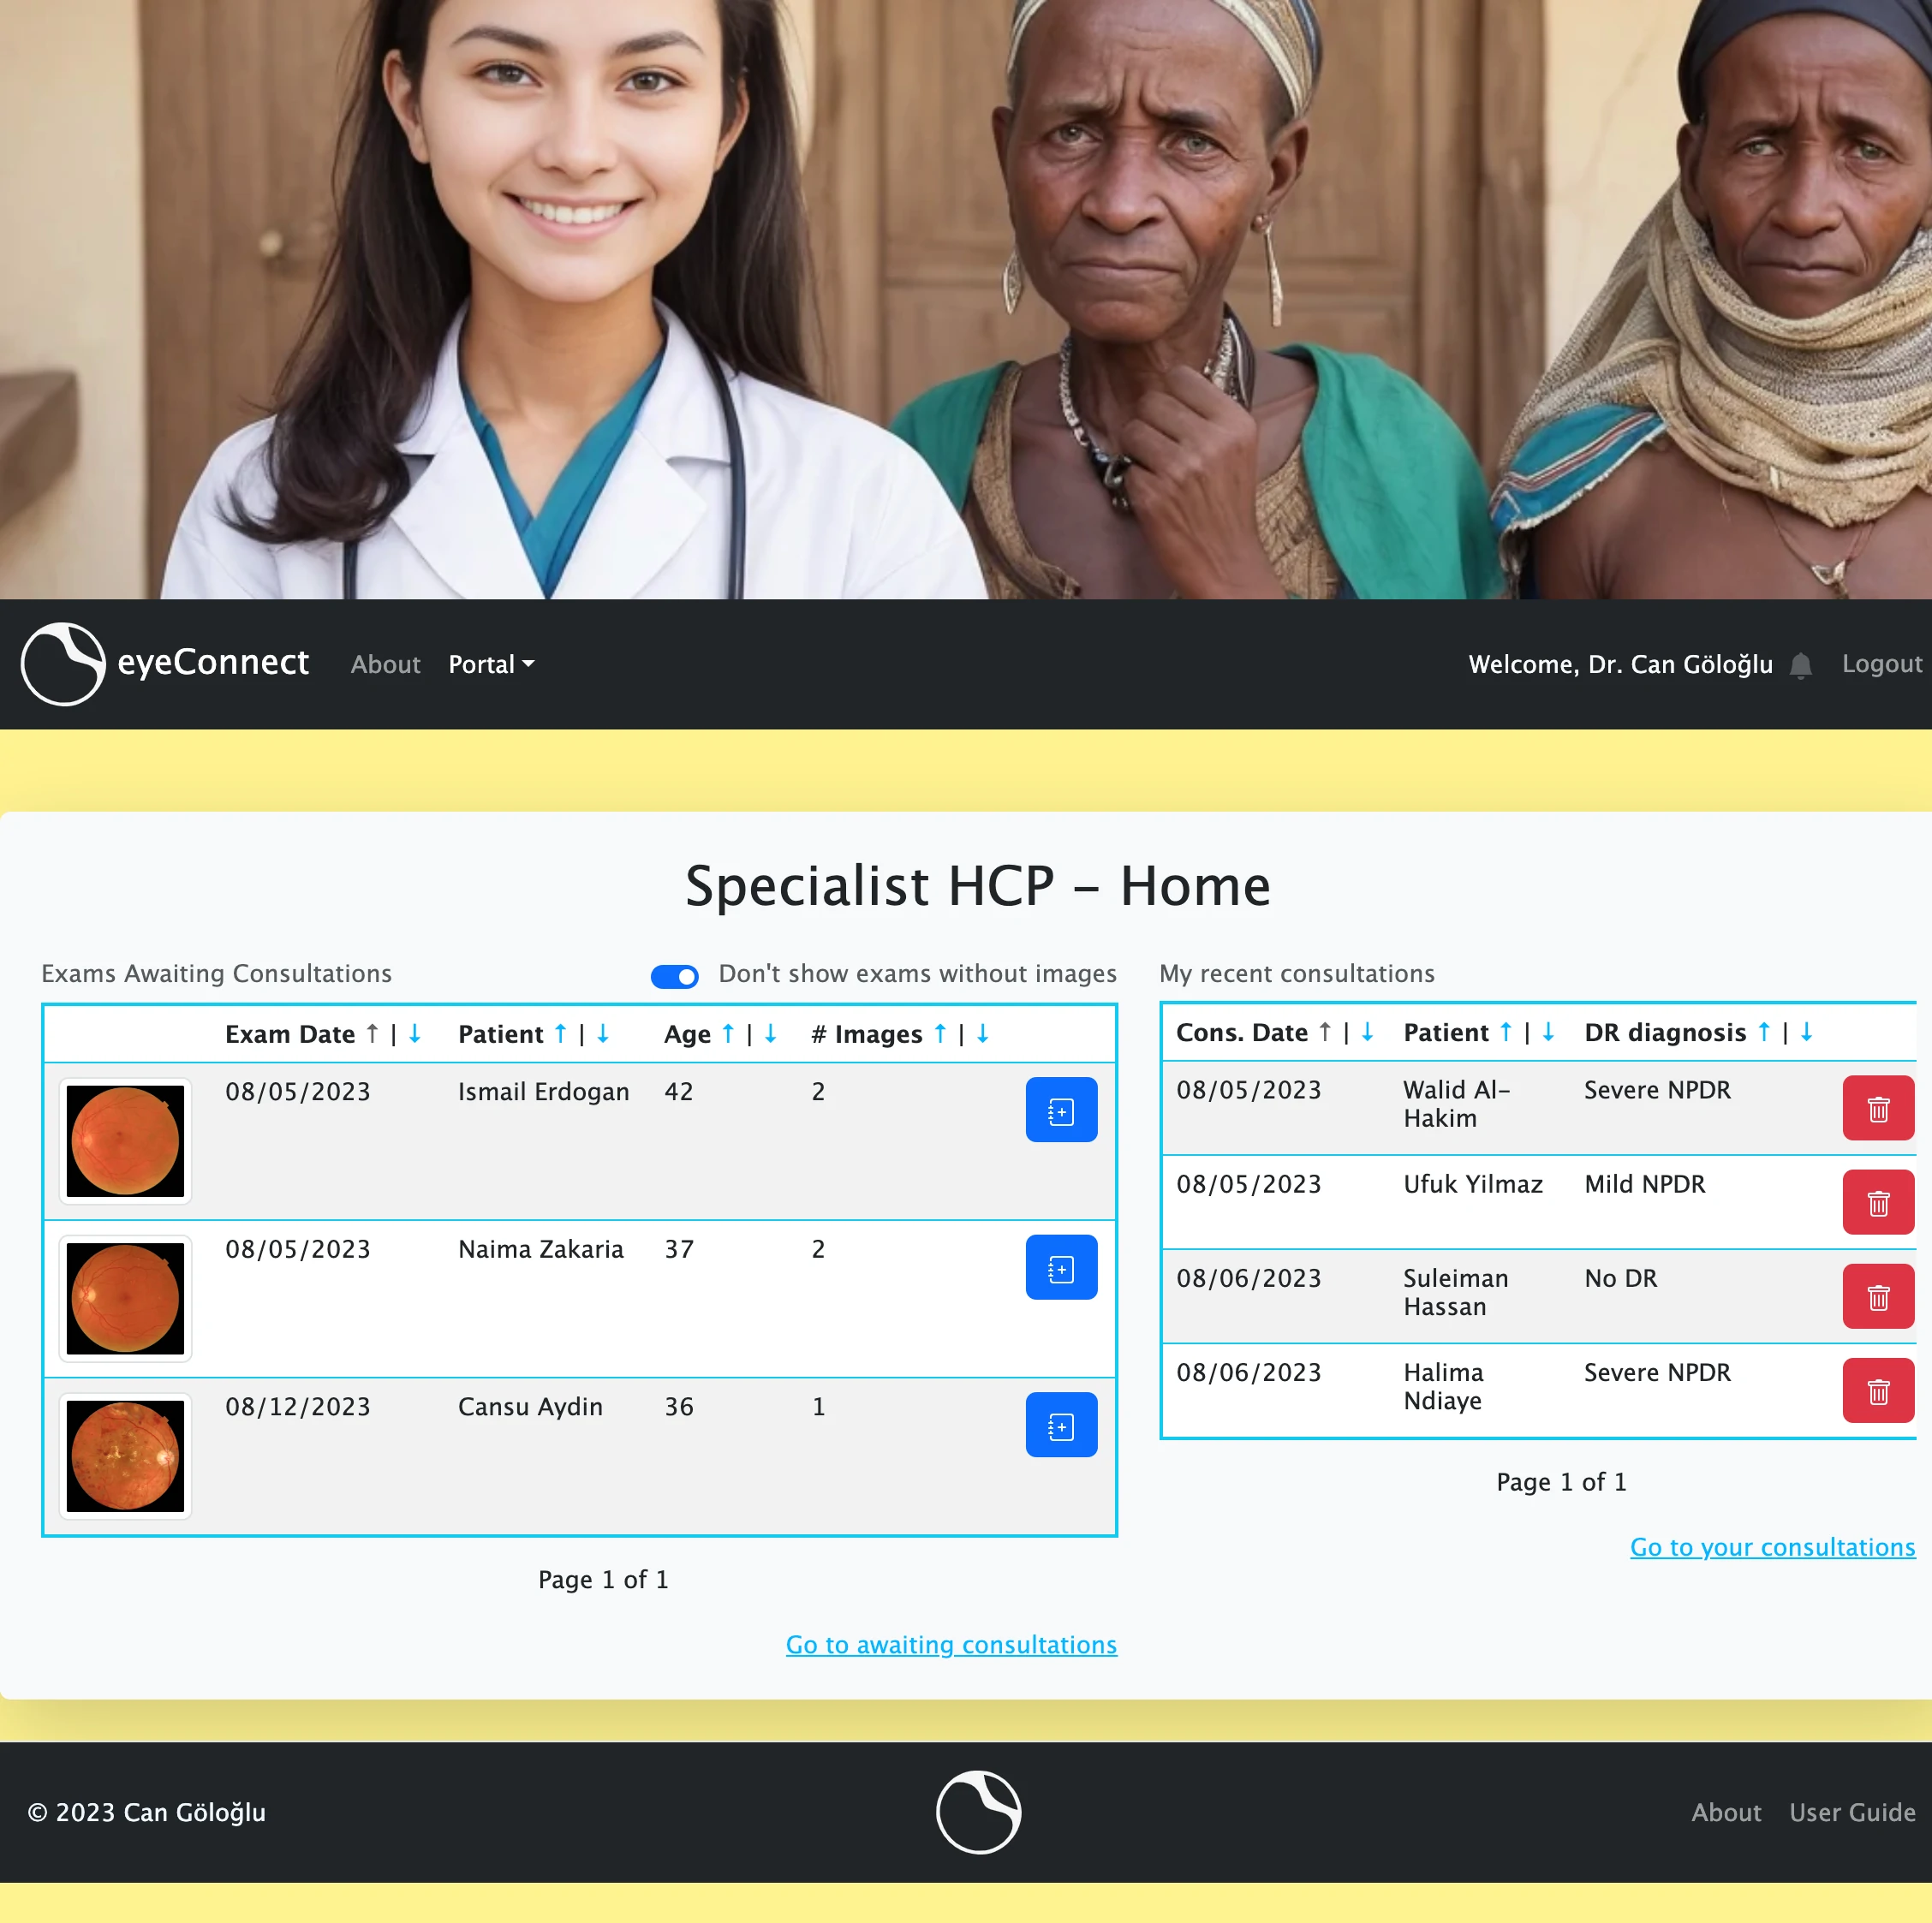 eyeConnect About Portal Welcome, Dr. Can Göloğlu Logout
Specialist HCP – Home
Exams Awaiting Consultations Don't show exams without images
Exam Date ↑ | ↓ Patient ↑ | ↓ Age ↑ | ↓ # Images ↑ | ↓
08/05/2023 Ismail Erdogan 42 2
08/05/2023 Naima Zakaria 37 2
08/12/2023 Cansu Aydin 36 1
Page 1 of 1
Go to awaiting consultations
My recent consultations
Cons. Date ↑ | ↓ Patient ↑ | ↓ DR diagnosis ↑ | ↓
08/05/2023 Walid Al-
Hakim Severe NPDR
08/05/2023 Ufuk Yilmaz Mild NPDR
08/06/2023 Suleiman
Hassan No DR
08/06/2023 Halima
Ndiaye Severe NPDR
Page 1 of 1
Go to your consultations
© 2023 Can Göloğlu About User Guide